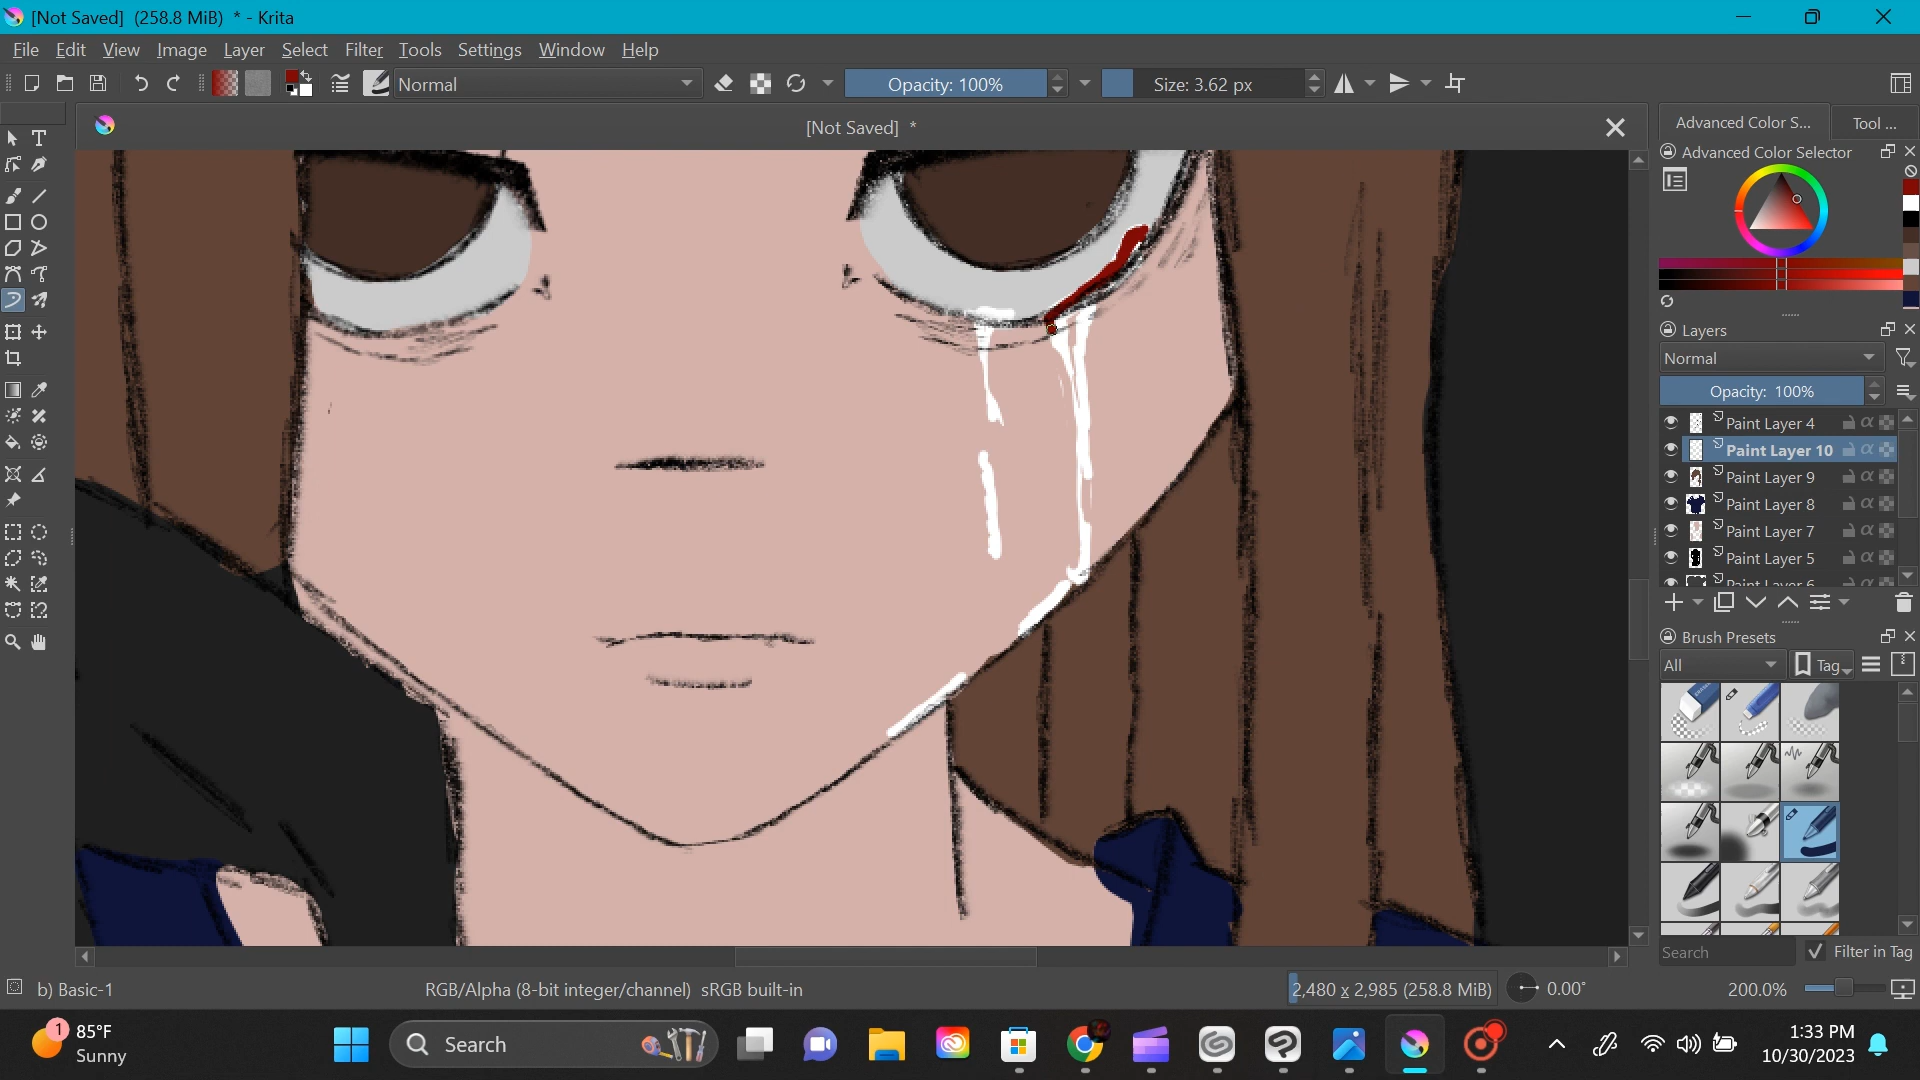 [Not Saved] (258.8 MiB) * - Krita
File Edit View Image Layer Select Filter Tools Settings Window Help
Normal Opacity: 100% Size: 3.62 px
[Not Saved] *
Advanced Color S... Tool ...
Advanced Color Selector
Layers
Normal
Opacity: 100%
Paint Layer 4
Paint Layer 10
Paint Layer 9
Paint Layer 8
Paint Layer 7
Paint Layer 5
Paint Layer 6
Brush Presets
All Tag
Search Filter in Tag
b) Basic-1 RGB/Alpha (8-bit integer/channel) sRGB built-in 2,480 x 2,985 (258.8 MiB) 0.00° 200.0%
1 85°F
Sunny
Search
1:33 PM
10/30/2023